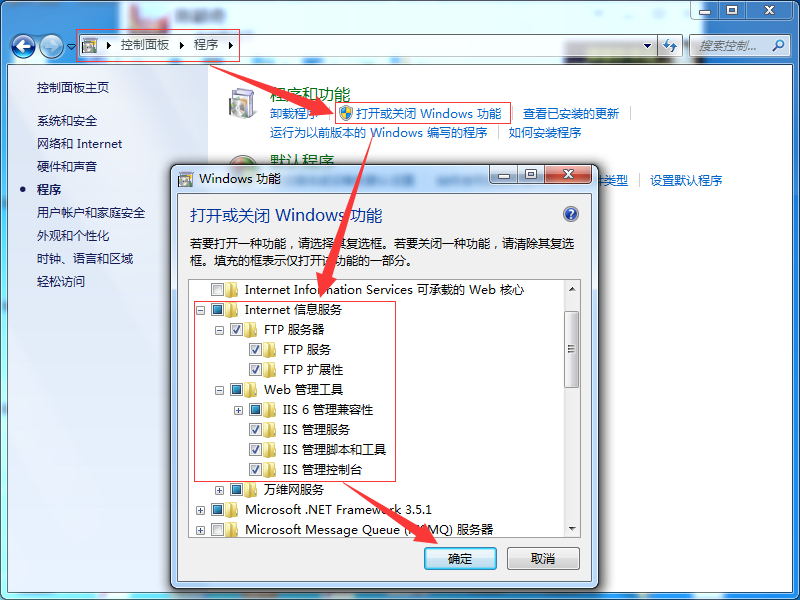 控制面板 程序
搜索控制...
控制面板主页
系统和安全
网络和 Internet
硬件和声音
程序
用户帐户和家庭安全
外观和个性化
时钟、语言和区域
轻松访问
程序和功能
卸载程序 打开或关闭 Windows 功能 查看已安装的更新
运行为以前版本的 Windows 编写的程序 如何安装程序
默认程序
类型 设置默认程序
Windows 功能
打开或关闭 Windows 功能
若要打开一种功能，请选择其复选框。若要关闭一种功能，请清除其复选
框。填充的框表示仅打开该功能的一部分。
Internet Information Services 可承载的 Web 核心
Internet 信息服务
FTP 服务器
FTP 服务
FTP 扩展性
Web 管理工具
IIS 6 管理兼容性
IIS 管理服务
IIS 管理脚本和工具
IIS 管理控制台
万维网服务
Microsoft .NET Framework 3.5.1
Microsoft Message Queue (MSMQ) 服务器
确定 取消